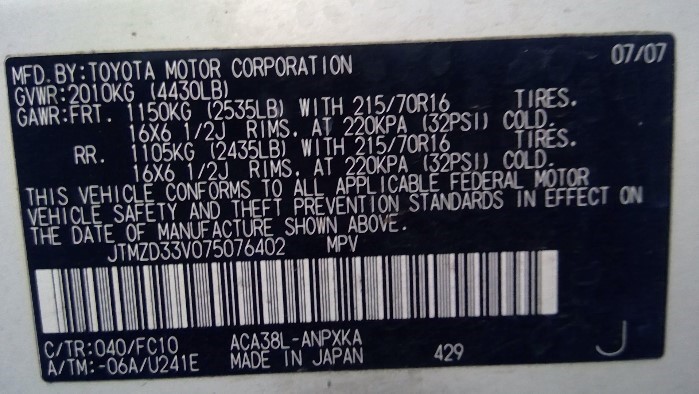 07/07
MFD.BY:TOYOTA MOTOR CORPORATION
GVWR:2010KG (4430LB)
GAWR:FRT. 1150KG (2535LB) WITH 215/70R16 TIRES.
16X6 1/2J RIMS. AT 220KPA (32PSI) COLD.
RR. 1105KG (2435LB) WITH 215/70R16 TIRES.
16X6 1/2J RIMS. AT 220KPA (32PSI) COLD.
THIS VEHICLE CONFORMS TO ALL APPLICABLE FEDERAL MOTOR
VEHICLE SAFETY AND THEFT PREVENTION STANDARDS IN EFFECT ON
THE DATE OF MANUFACTURE SHOWN ABOVE.
JTMZD33V075076402 MPV
C/TR:040/FC10 ACA38L-ANPXKA
A/TM:-06A/U241E MADE IN JAPAN 429 J